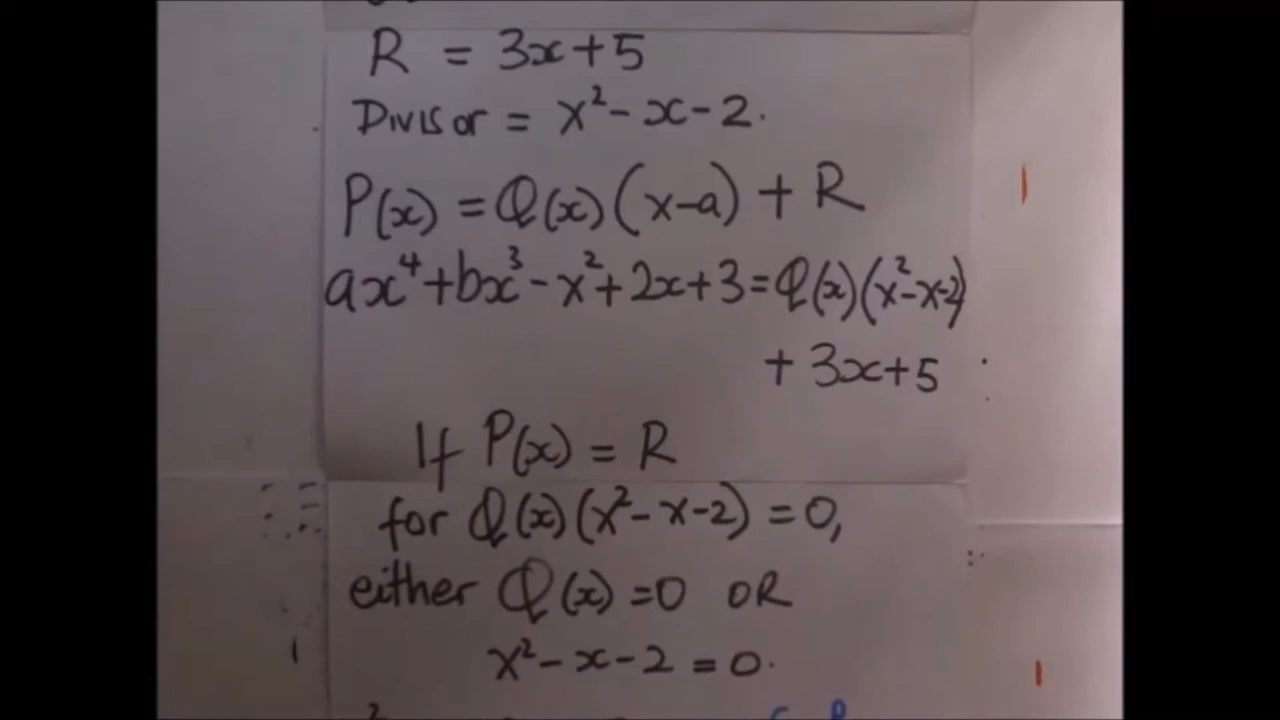 R = 3x+5
Divisor = x²-x-2.
P(x) = Q(x)(x-a) + R
ax⁴+bx³-x²+2x+3=Q(x)(x²-x-2)
+ 3x+5
If P(x) = R
for Q(x)(x²-x-2) = 0,
either Q(x) = 0 OR
x²-x-2 = 0.